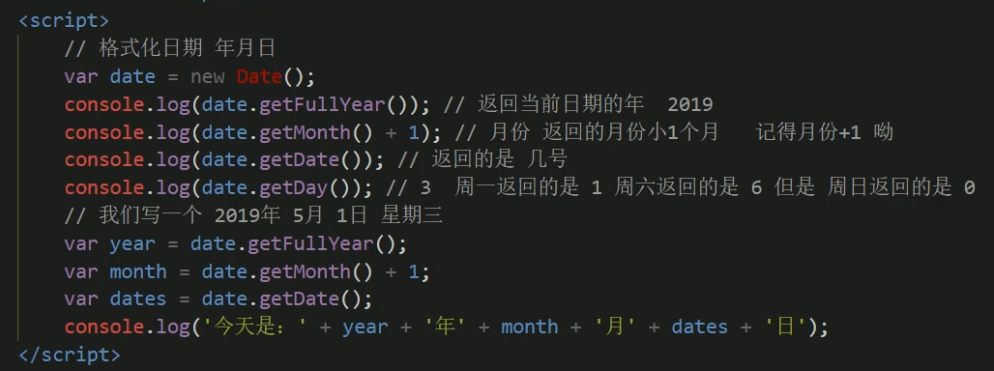 <script>
// 格式化日期 年月日
var date = new Date();
console.log(date.getFullYear()); // 返回当前日期的年  2019
console.log(date.getMonth() + 1); // 月份 返回的月份小1个月   记得月份+1 呦
console.log(date.getDate()); // 返回的是 几号
console.log(date.getDay()); // 3  周一返回的是 1 周六返回的是 6 但是 周日返回的是 0
// 我们写一个 2019年 5月 1日 星期三
var year = date.getFullYear();
var month = date.getMonth() + 1;
var dates = date.getDate();
console.log('今天是：' + year + '年' + month + '月' + dates + '日');
</script>